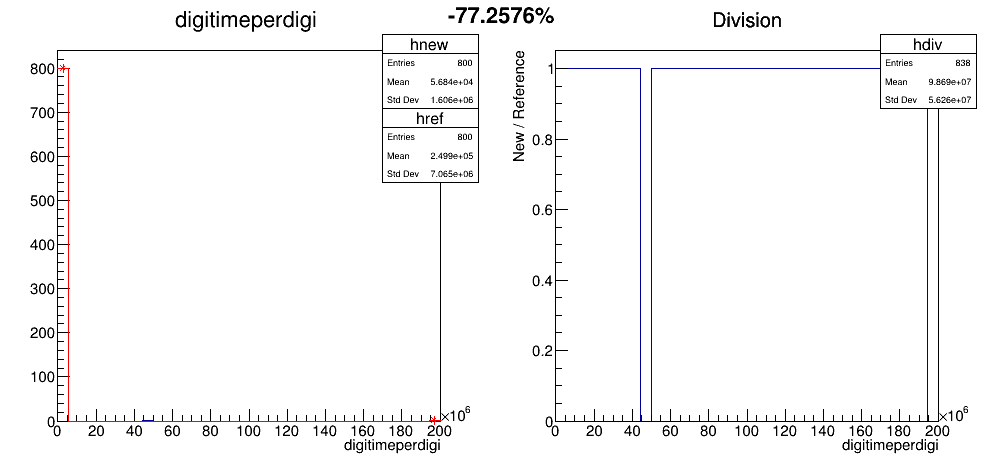 -77.2576%
digitimeperdigi
hnew
Entries 800
Mean 5.684e+04
Std Dev 1.606e+06
href
Entries 800
Mean 2.499e+05
Std Dev 7.065e+06
800
700
600
500
400
300
200
100
0
0 20 40 60 80 100 120 140 160 180 200
×10⁶
digitimeperdigi
Division
hdiv
Entries 838
Mean 9.869e+07
Std Dev 5.626e+07
New / Reference
1
0.8
0.6
0.4
0.2
0
0 20 40 60 80 100 120 140 160 180 200
×10⁶
digitimeperdigi